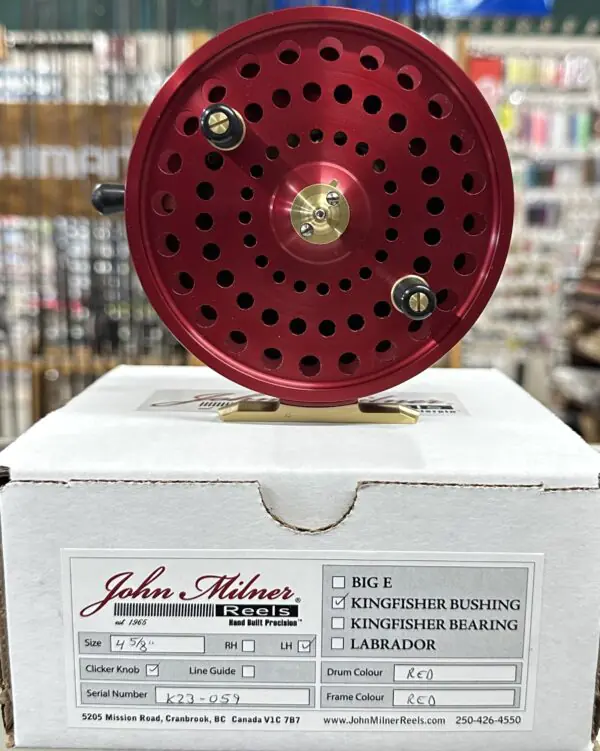 John Milner®
Reels
est 1965
Hand Built Precision™
Size 4 5/8"
RH
LH ✓
Clicker Knob ✓
Line Guide
Serial Number K23-059
BIG E
✓ KINGFISHER BUSHING
KINGFISHER BEARING
LABRADOR
Drum Colour RED
Frame Colour RED
5205 Mission Road, Cranbrook, BC Canada V1C 7B7
www.JohnMilnerReels.com 250-426-4550